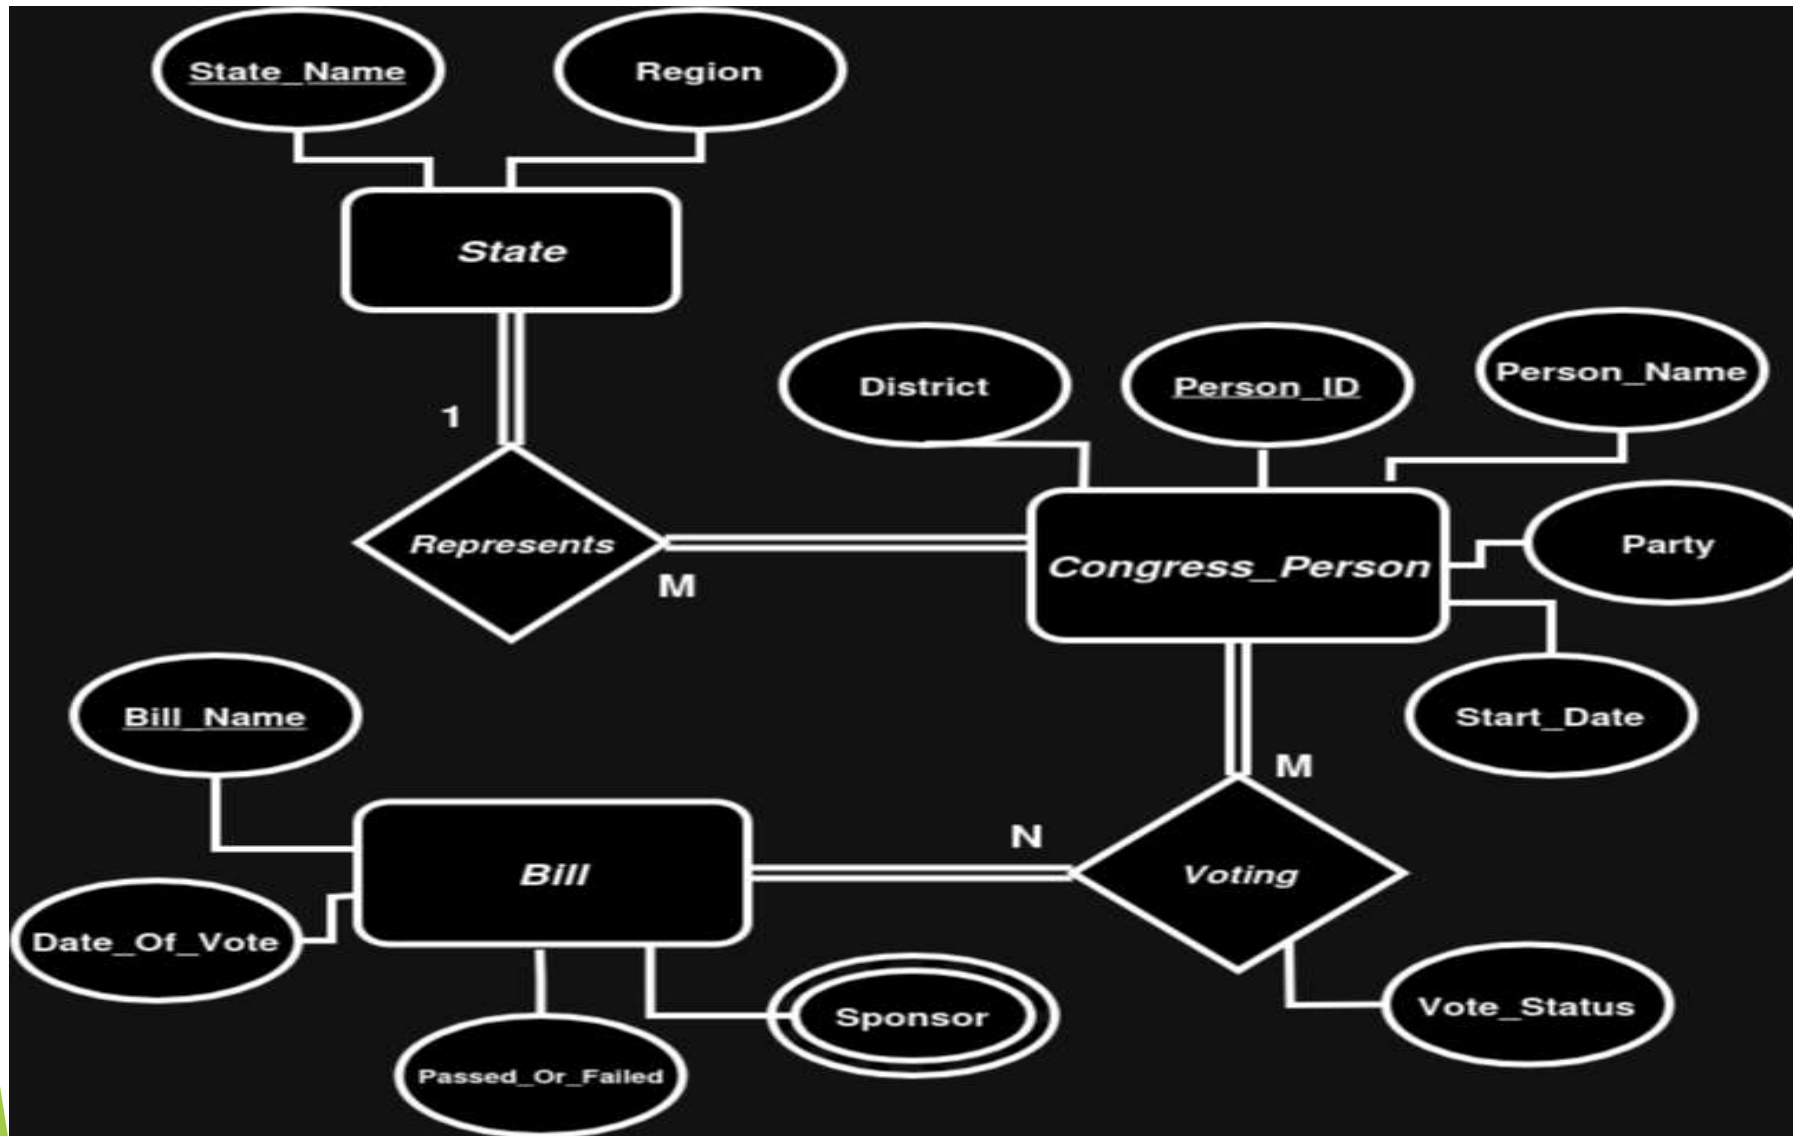 State_Name
Region
State
1
District
Person_ID
Person_Name
Represents
M
Congress_Person
Party
Bill_Name
Start_Date
M
N
Bill
Voting
Date_Of_Vote
Sponsor
Vote_Status
Passed_Or_Failed